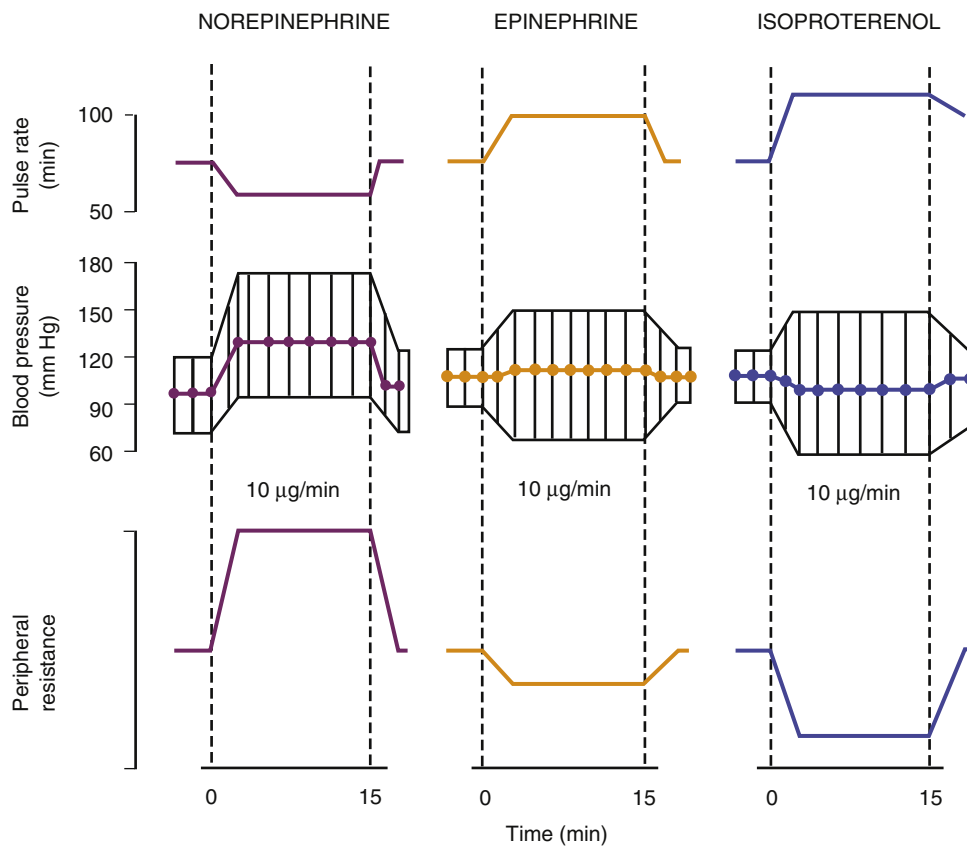 NOREPINEPHRINE EPINEPHRINE ISOPROTERENOL
Pulse rate
(min)
100
50
Blood pressure
(mm Hg)
180
150
120
90
60
10 μg/min 10 μg/min 10 μg/min
Peripheral
resistance
0 15 0 15 0 15
Time (min)